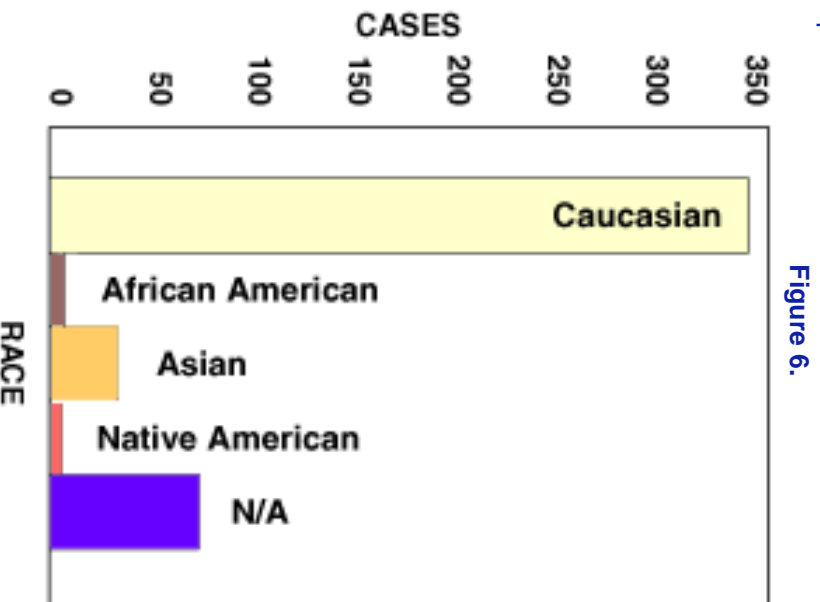 CASES
0 50 100 150 200 250 300 350
Caucasian
African American
Asian
Native American
N/A
RACE
Figure 6.